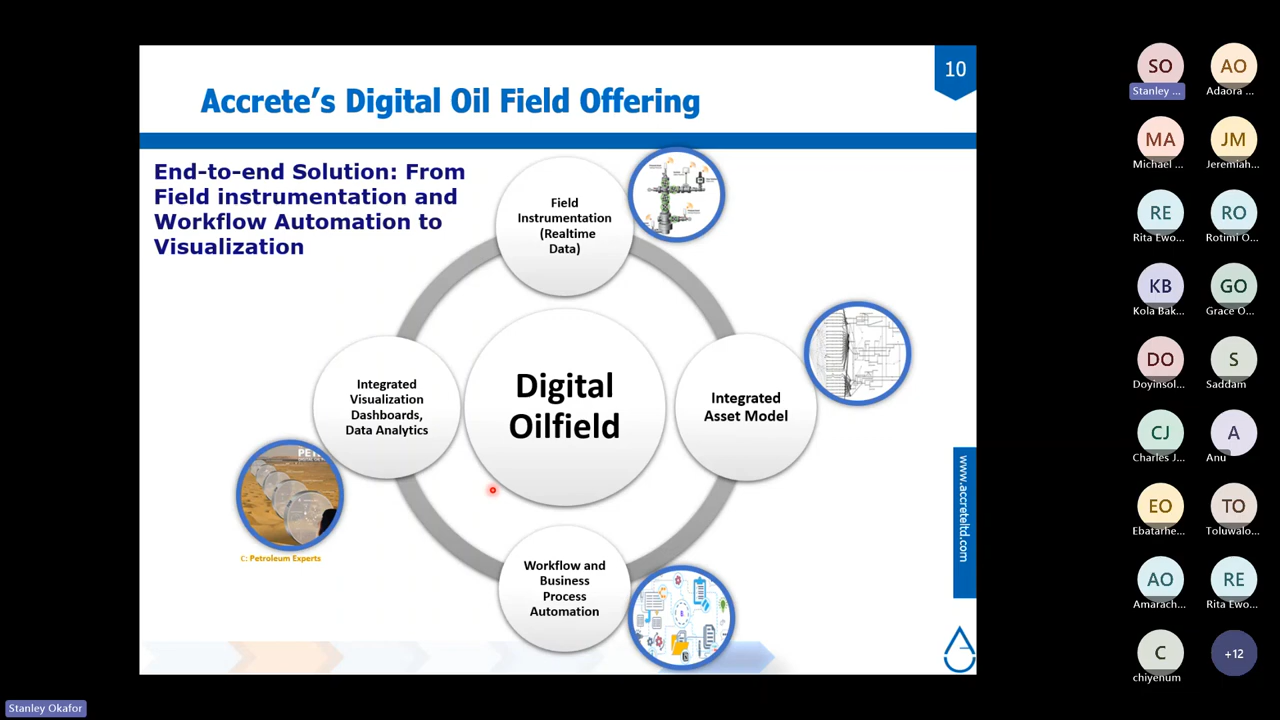 10
Accrete's Digital Oil Field Offering
End-to-end Solution: From
Field instrumentation and
Workflow Automation to
Visualization
Field
Instrumentation
(Realtime
Data)
Integrated
Visualization
Dashboards,
Data Analytics
Digital
Oilfield
Integrated
Asset Model
Workflow and
Business
Process
Automation
PET
C: Petroleum Experts
www.accreteltd.com
Stanley Okafor
SO
Stanley ...
AO
Adaora ...
MA
Michael ...
JM
Jeremiah...
RE
Rita Ewo...
RO
Rotimi O...
KB
Kola Bak...
GO
Grace O...
DO
Doyinsol...
S
Saddam
CJ
Charles J...
A
Anu
EO
Ebatarhe...
TO
Toluwalo...
AO
Amarach...
RE
Rita Ewo...
C
chiyenum
+12